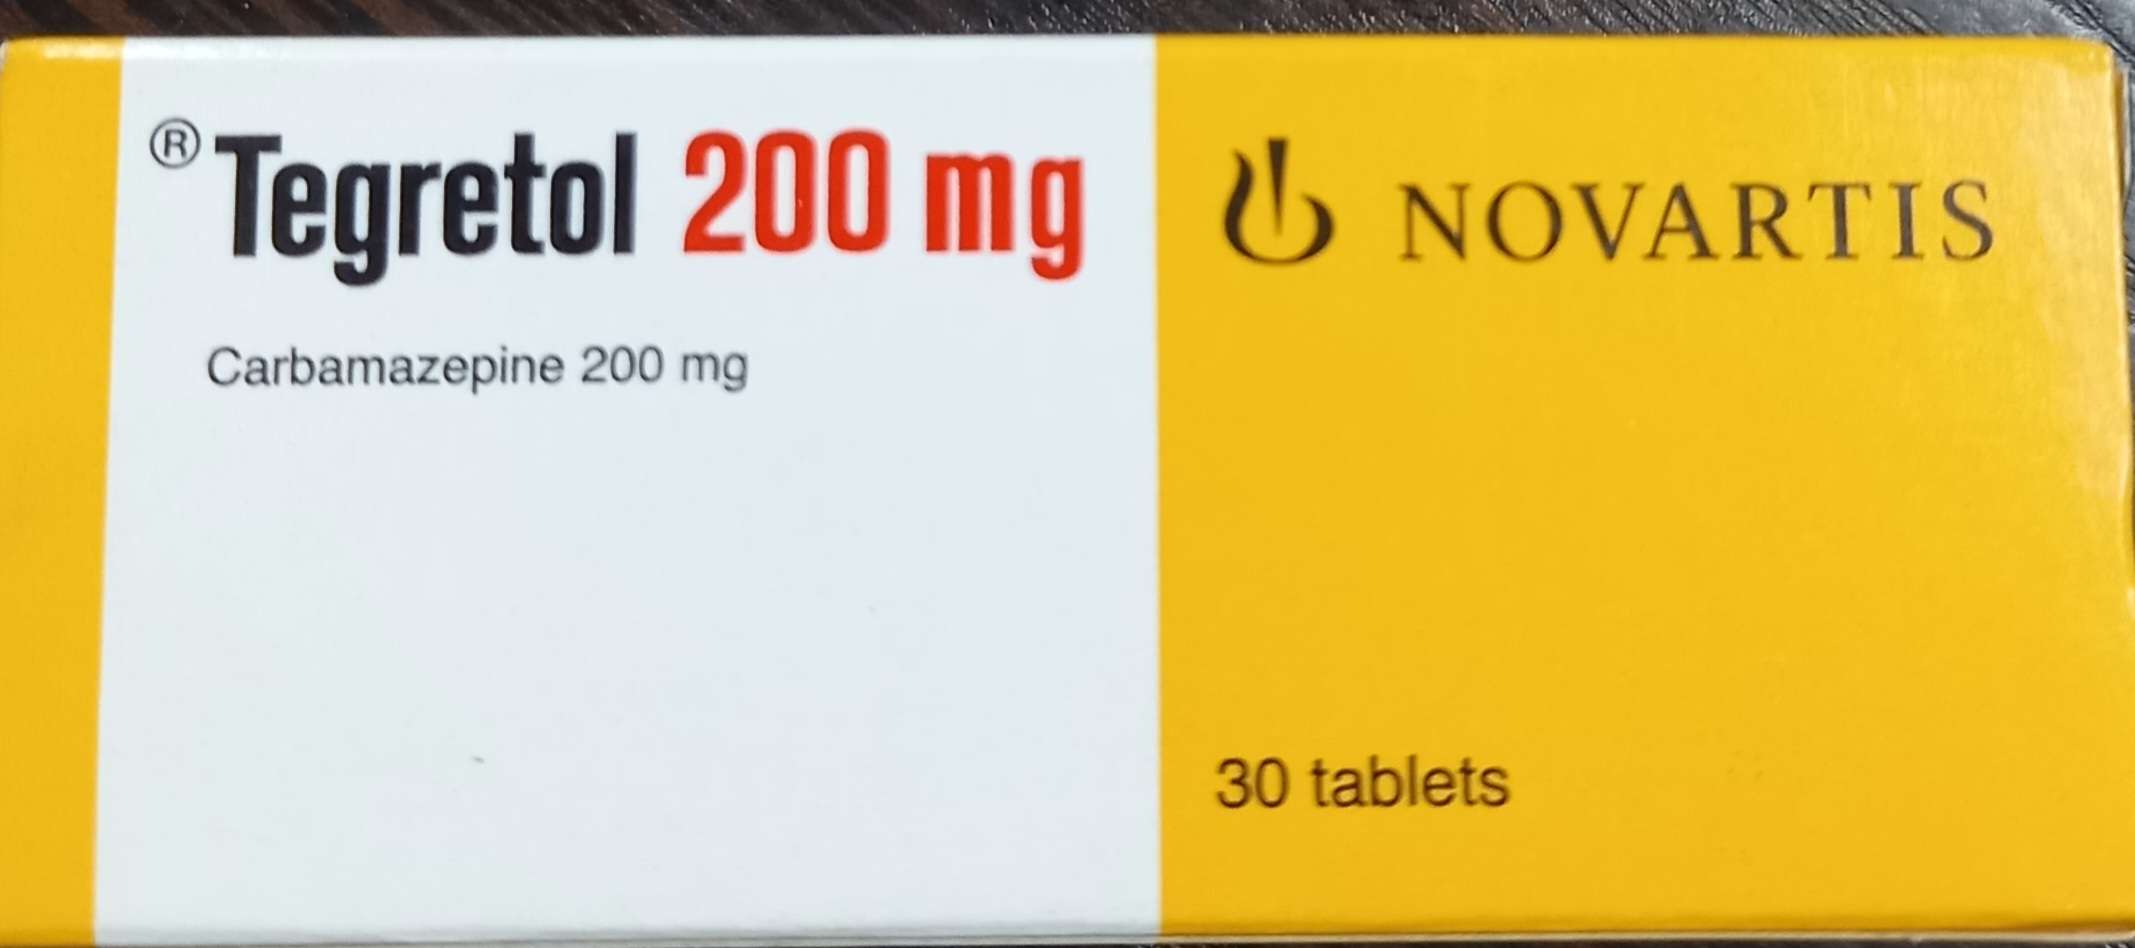 ® Tegretol 200 mg
Carbamazepine 200 mg
NOVARTIS
30 tablets